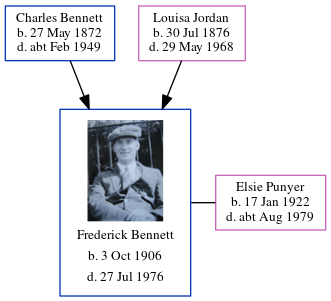 Charles Bennett
b. 27 May 1872
d. abt Feb 1949
Louisa Jordan
b. 30 Jul 1876
d. 29 May 1968
Frederick Bennett
b. 3 Oct 1906
d. 27 Jul 1976
Elsie Punyer
b. 17 Jan 1922
d. abt Aug 1979